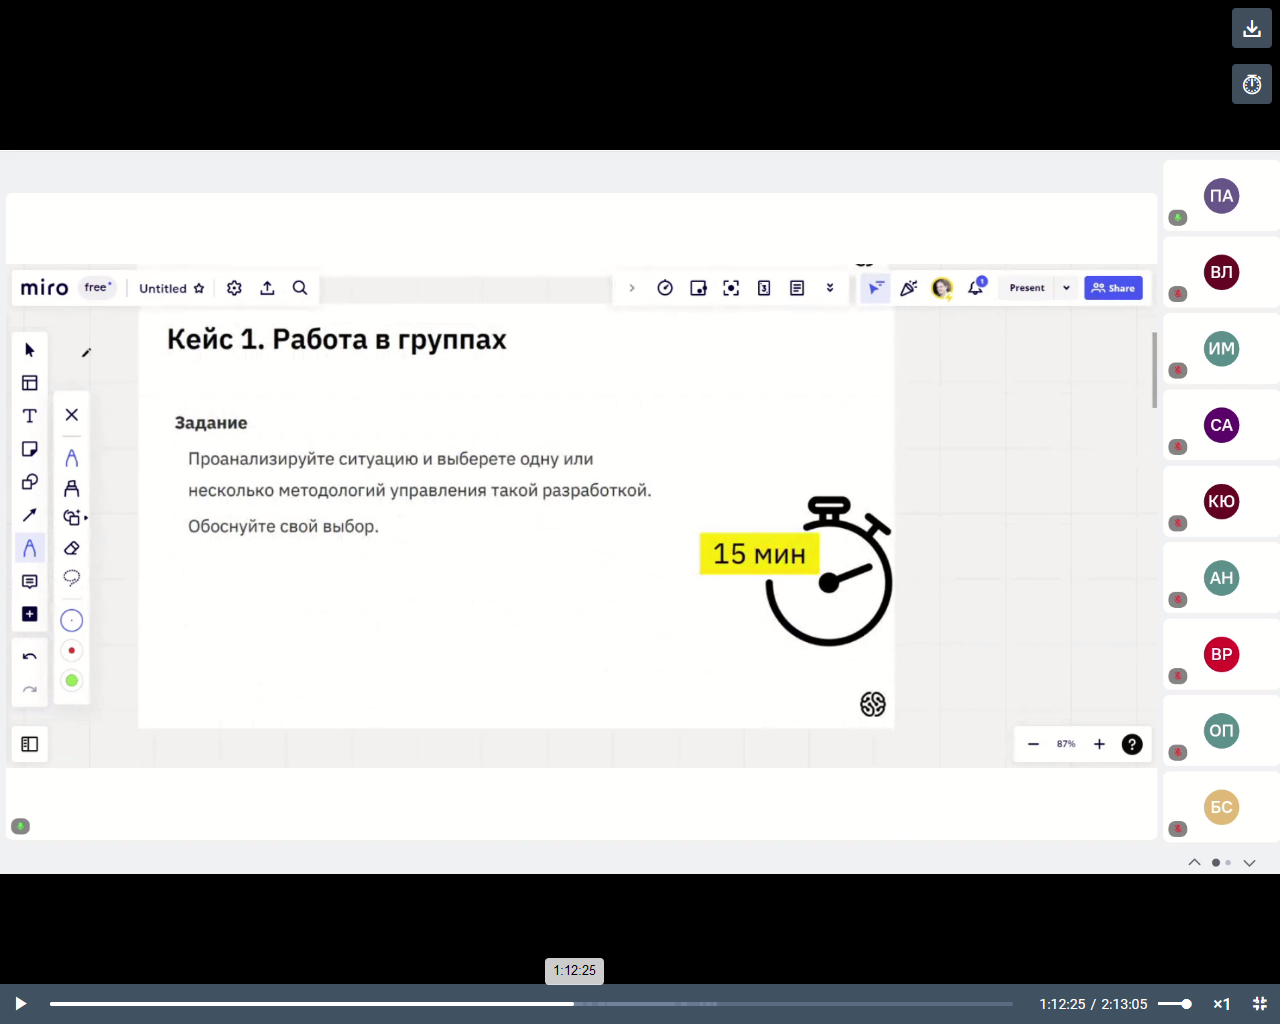 ПА
ВЛ
miro free
Untitled
3
1
Present
Share
Кейс 1. Работа в группах
ИМ
Задание
СА
Проанализируйте ситуацию и выберете одну или
несколько методологий управления такой разработкой.
КЮ
Обоснуйте свой выбор.
15 мин
АН
ВР
ОП
87%
?
БС
1:12:25
1:12:25 / 2:13:05
×1